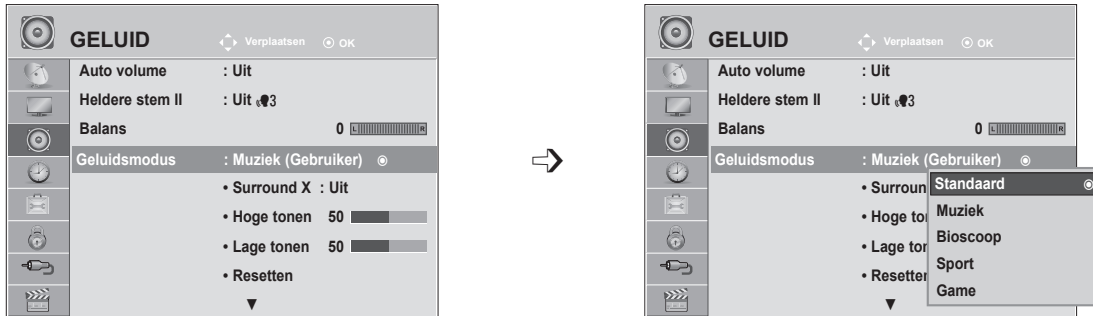 GELUID
Verplaatsen OK
Auto volume : Uit
Heldere stem II : Uit 3
Balans 0 L R
Geluidsmodus : Muziek (Gebruiker)
• Surround X : Uit
• Hoge tonen 50
• Lage tonen 50
• Resetten
▼
GELUID
Verplaatsen OK
Auto volume : Uit
Heldere stem II : Uit 3
Balans 0 L R
Geluidsmodus : Muziek (Gebruiker)
• Surroun
• Hoge to
• Lage ton
• Resetten
▼
Standaard
Muziek
Bioscoop
Sport
Game